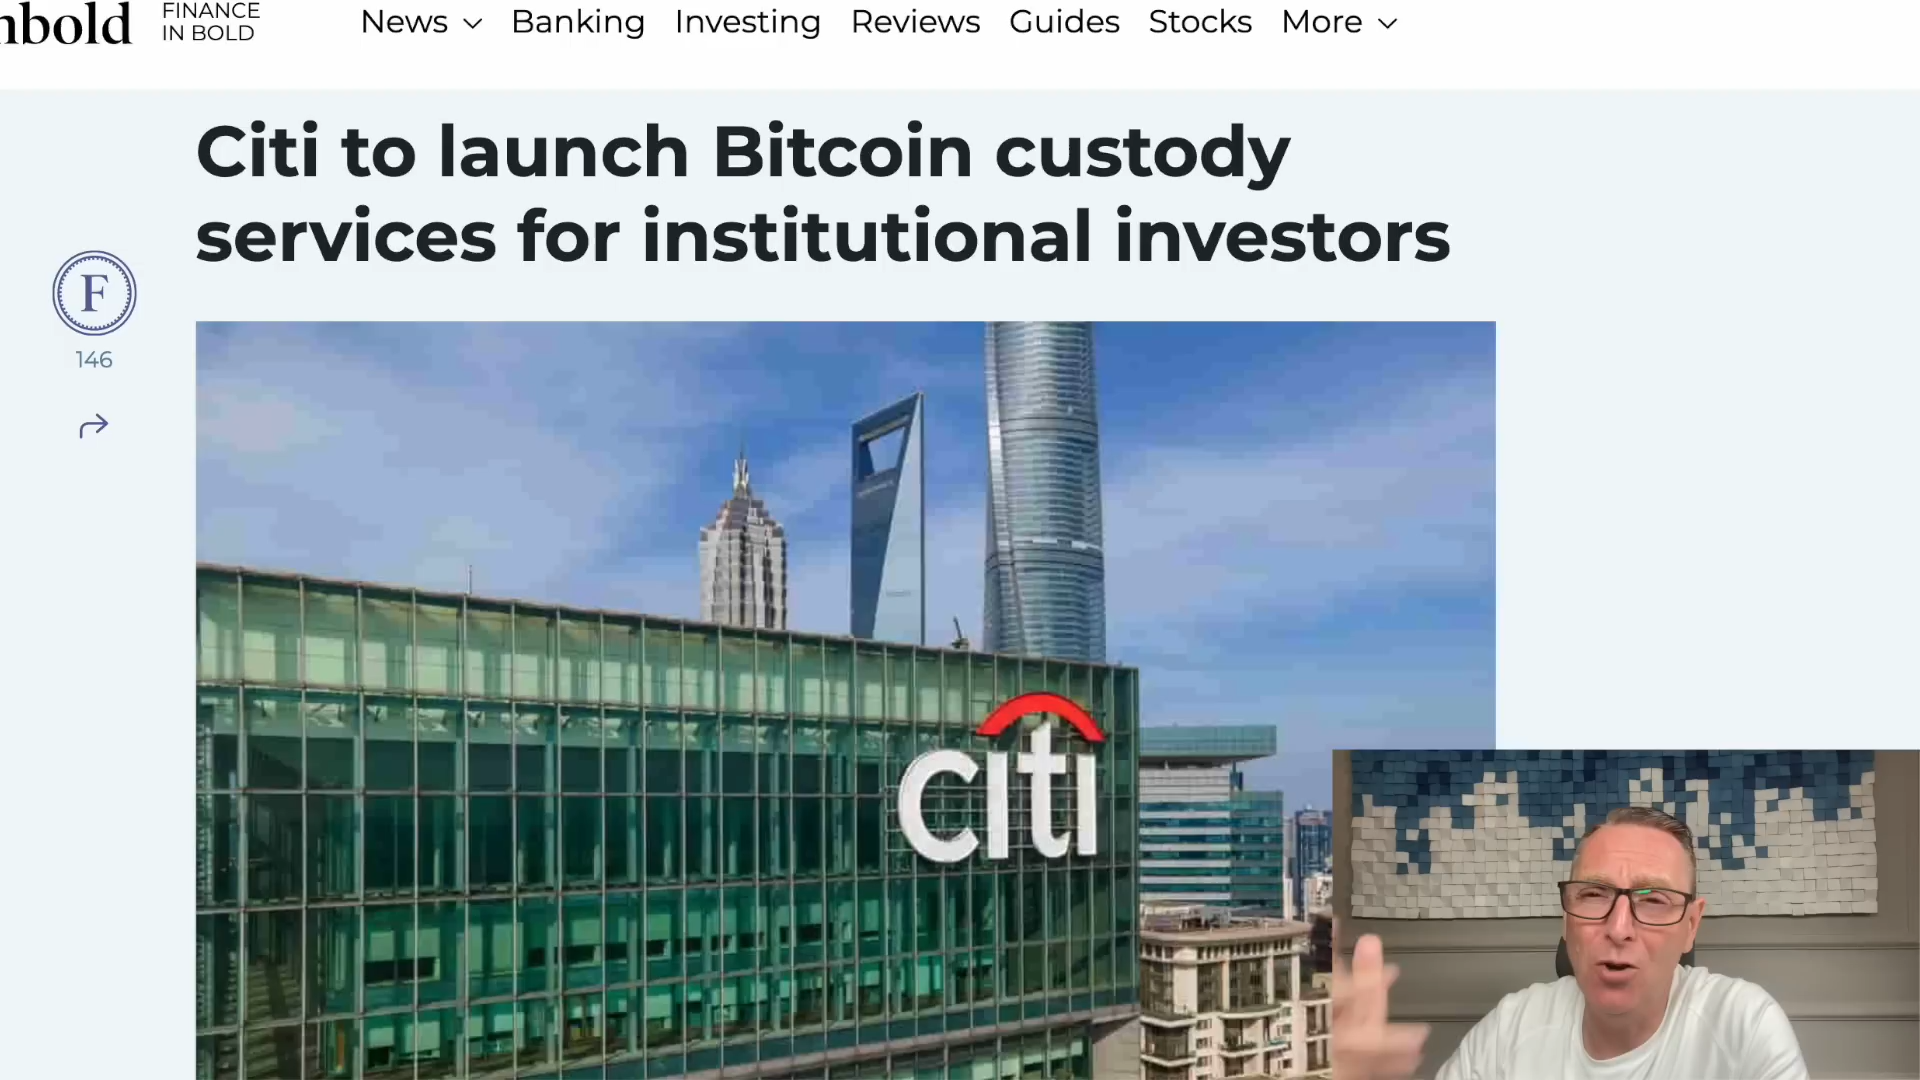 nbold
FINANCE
IN BOLD
News
Banking
Investing
Reviews
Guides
Stocks
More
Citi to launch Bitcoin custody
services for institutional investors
F
146
citi